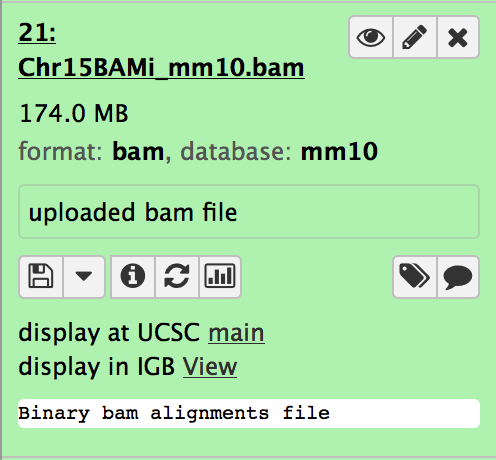 21:
Chr15BAMi_mm10.bam
174.0 MB
format: bam, database: mm10
uploaded bam file
display at UCSC main
display in IGB View
Binary bam alignments file